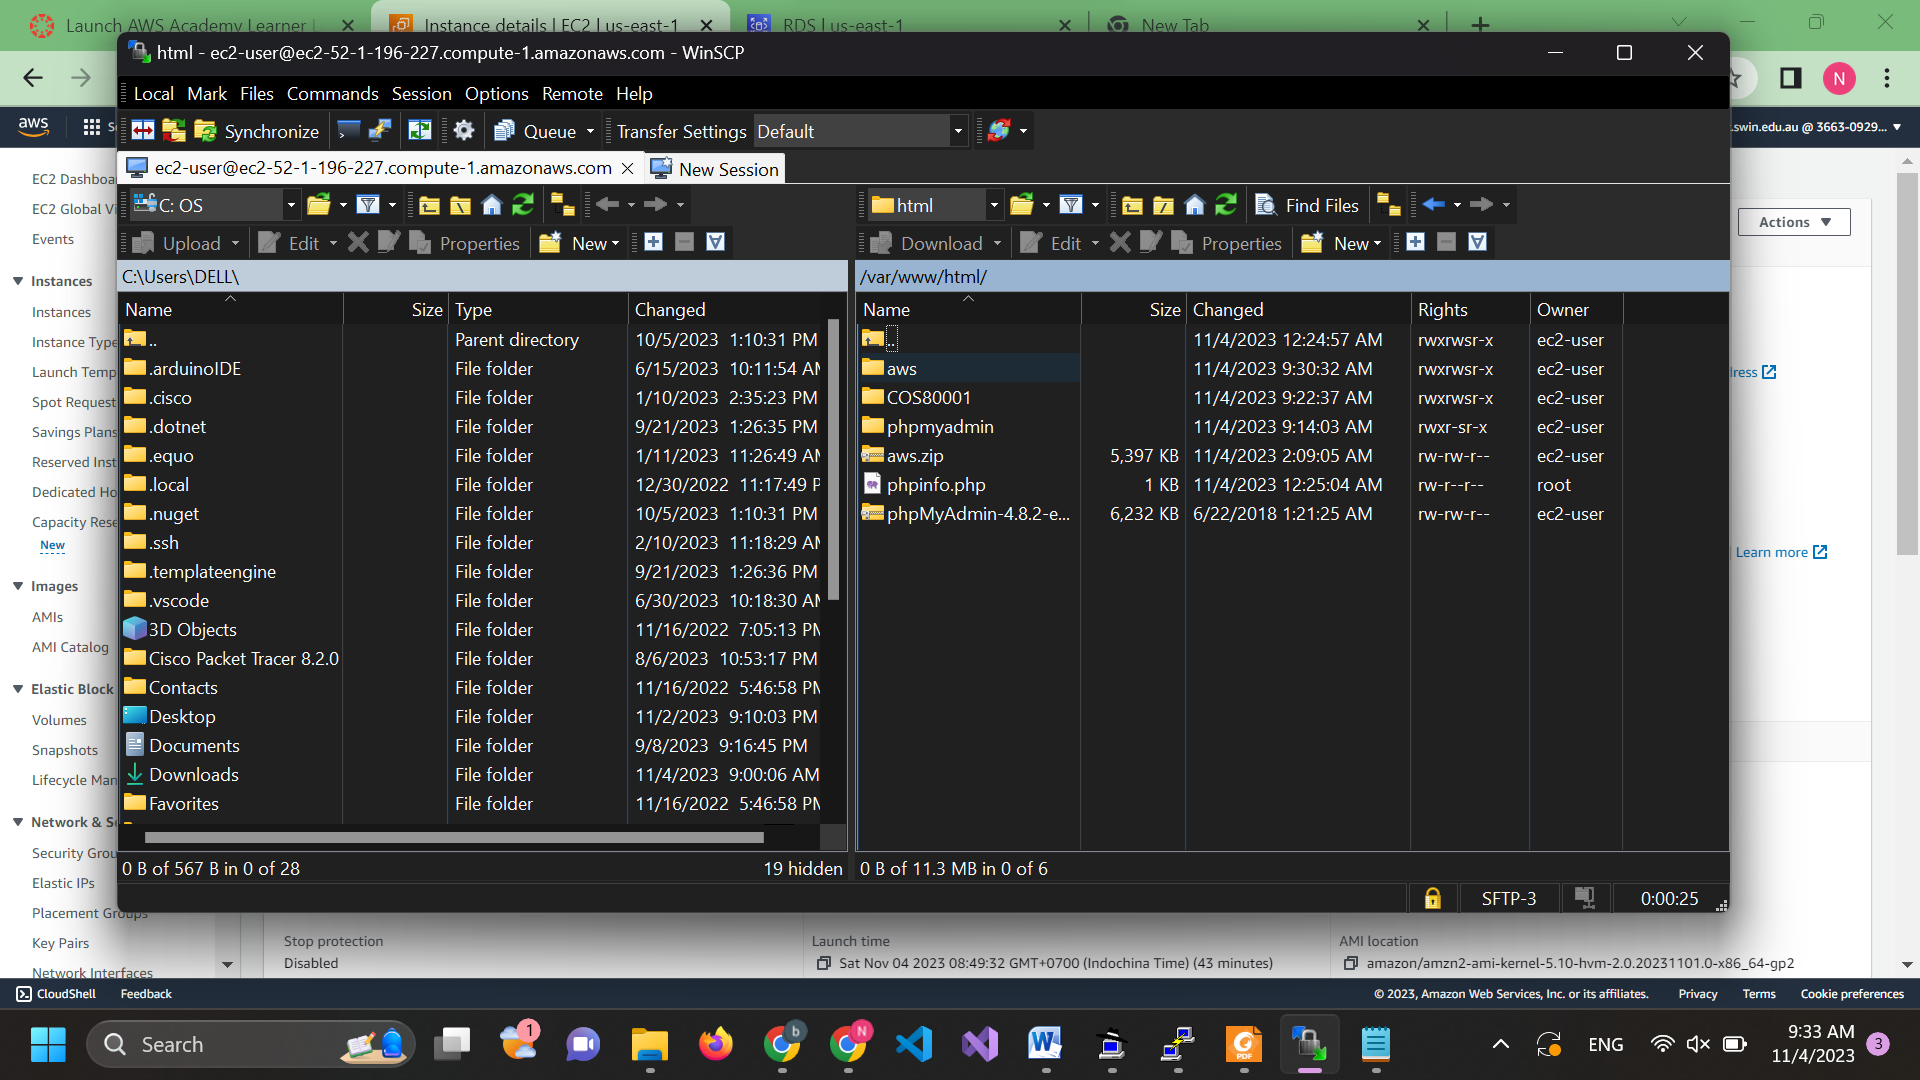 Launch AWS Academy Learner L
Instance details | EC2 | us-east-1
RDS | us-east-1
New Tab
html - ec2-user@ec2-52-1-196-227.compute-1.amazonaws.com - WinSCP
Local Mark Files Commands Session Options Remote Help
N
Synchronize
Queue
Transfer Settings Default
aws
.swin.edu.au @ 3663-0929...
ec2-user@ec2-52-1-196-227.compute-1.amazonaws.com
New Session
C: OS
html
Find Files
Upload Edit Properties New
Download Edit Properties New
C:\Users\DELL\
/var/www/html/
Name Size Type Changed
.. Parent directory 10/5/2023 1:10:31 PM
.arduinoIDE File folder 6/15/2023 10:11:54 AM
.cisco File folder 1/10/2023 2:35:23 PM
.dotnet File folder 9/21/2023 1:26:35 PM
.equo File folder 1/11/2023 11:26:49 AM
.local File folder 12/30/2022 11:17:49 P
.nuget File folder 10/5/2023 1:10:31 PM
.ssh File folder 2/10/2023 11:18:29 AM
.templateengine File folder 9/21/2023 1:26:36 PM
.vscode File folder 6/30/2023 10:18:30 AM
3D Objects File folder 11/16/2022 7:05:13 PM
Cisco Packet Tracer 8.2.0 File folder 8/6/2023 10:53:17 PM
Contacts File folder 11/16/2022 5:46:58 PM
Desktop File folder 11/2/2023 9:10:03 PM
Documents File folder 9/8/2023 9:16:45 PM
Downloads File folder 11/4/2023 9:00:06 AM
Favorites File folder 11/16/2022 5:46:58 PM
0 B of 567 B in 0 of 28
19 hidden
Name Size Changed Rights Owner
.. 11/4/2023 12:24:57 AM rwxrwsr-x ec2-user
aws 11/4/2023 9:30:32 AM rwxrwsr-x ec2-user
COS80001 11/4/2023 9:22:37 AM rwxrwsr-x ec2-user
phpmyadmin 11/4/2023 9:14:03 AM rwxr-sr-x ec2-user
aws.zip 5,397 KB 11/4/2023 2:09:05 AM rw-rw-r-- ec2-user
phpinfo.php 1 KB 11/4/2023 12:25:04 AM rw-r--r-- root
phpMyAdmin-4.8.2-e... 6,232 KB 6/22/2018 1:21:25 AM rw-rw-r-- ec2-user
0 B of 11.3 MB in 0 of 6
SFTP-3
0:00:25
EC2 Dashboa
EC2 Global Vi
Events
Instances
Instances
Instance Type
Launch Temp
Spot Request
Savings Plans
Reserved Inst
Dedicated Ho
Capacity Rese
New
Images
AMIs
AMI Catalog
Elastic Block
Volumes
Snapshots
Lifecycle Man
Network & S
Security Grou
Elastic IPs
Placement Groups
Key Pairs
Network Interfaces
Actions
dress
Learn more
Stop protection
Disabled
Launch time
Sat Nov 04 2023 08:49:32 GMT+0700 (Indochina Time) (43 minutes)
AMI location
amazon/amzn2-ami-kernel-5.10-hvm-2.0.20231101.0-x86_64-gp2
CloudShell
Feedback
© 2023, Amazon Web Services, Inc. or its affiliates.
Privacy
Terms
Cookie preferences
Search
1
b
N
PDF
ENG
9:33 AM
11/4/2023
3